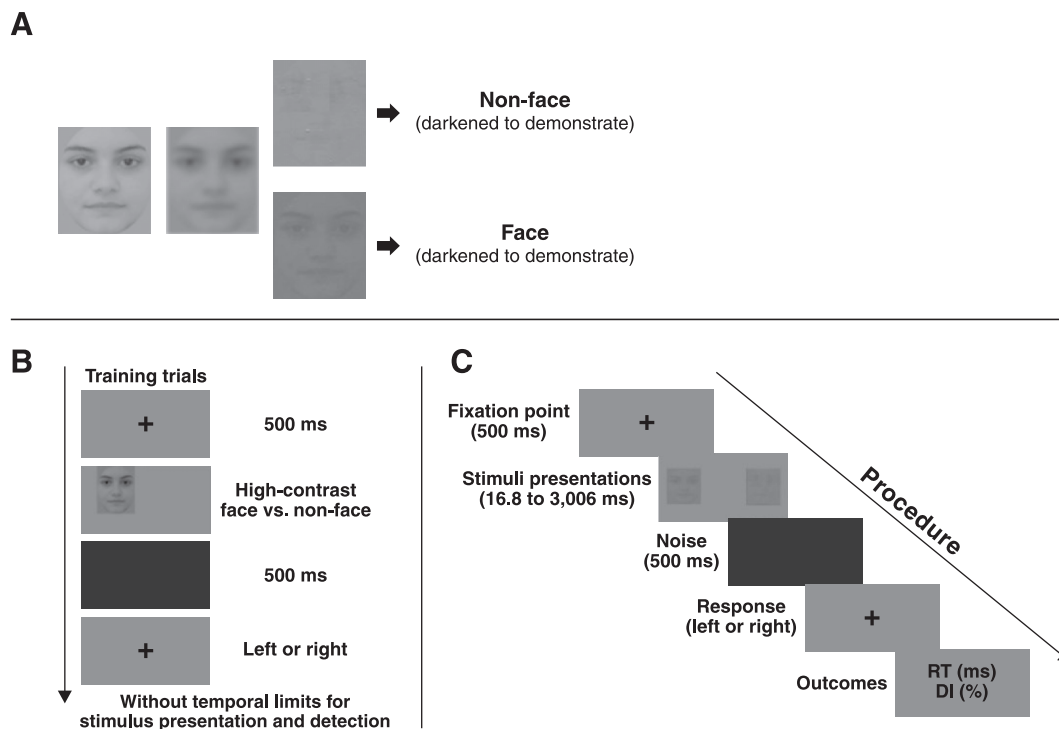 A
Non-face
(darkened to demonstrate)
Face
(darkened to demonstrate)
B
Training trials
+
500 ms
High-contrast
face vs. non-face
500 ms
+
Left or right
Without temporal limits for
stimulus presentation and detection
C
Fixation point
(500 ms)
+
Stimuli presentations
(16.8 to 3,006 ms)
Noise
(500 ms)
Response
(left or right)
+
Outcomes
RT (ms)
DI (%)
Procedure